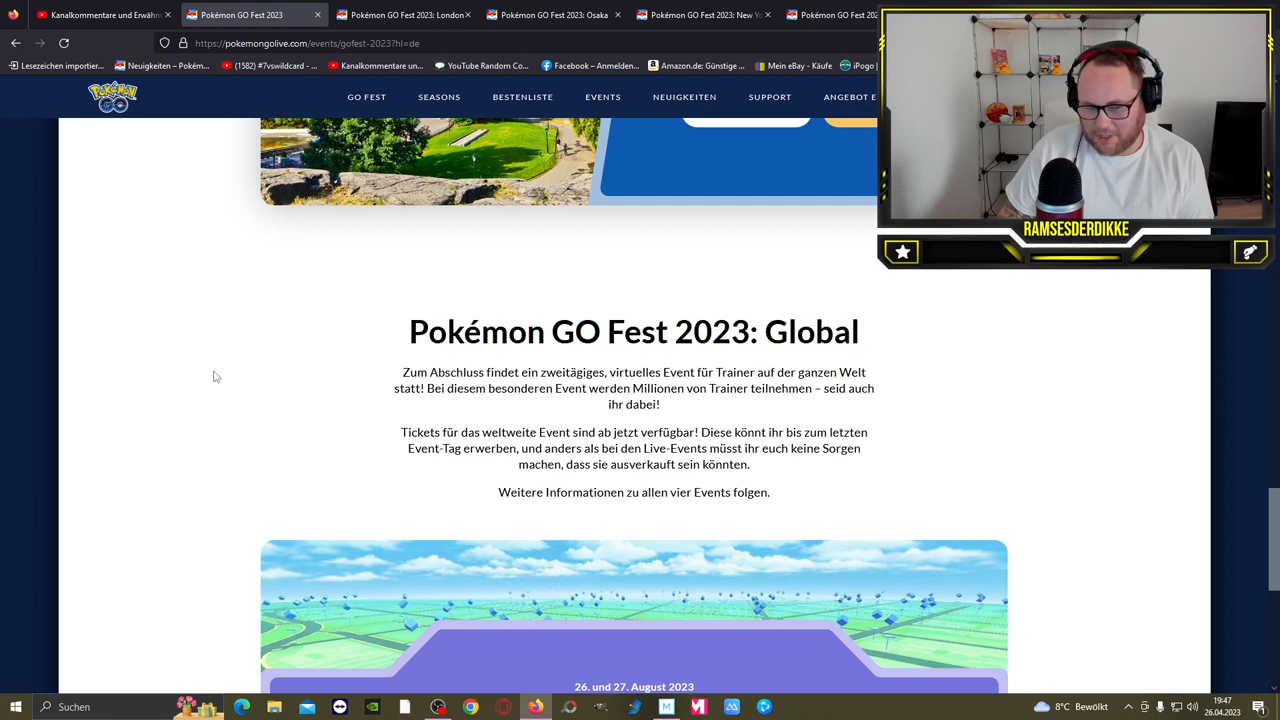 Kanalkommentare und Erwähn
Pokémon GO Fest 2023
Pokémon GO Fest 2023: London
Pokémon GO Fest 2023: Osaka
Pokémon GO Fest 2023: New
Pokémon GO Fest 202
https://pokemongolive.com/events/gofest-2023?hl=de
Lesezeichen importier...
Neuigkeiten – Pokém...
(1582) #7vswildcard - ...
Kanalkomment
YouTube Random Co...
Facebook – Anmelden...
Amazon.de: Günstige ...
Mein eBay - Käufe
iPogo |
Pokémon GO
GO FEST
SEASONS
BESTENLISTE
EVENTS
NEUIGKEITEN
SUPPORT
ANGEBOT E
RAMSESDERDIKKE
Pokémon GO Fest 2023: Global
Zum Abschluss findet ein zweitägiges, virtuelles Event für Trainer auf der ganzen Welt
statt! Bei diesem besonderen Event werden Millionen von Trainer teilnehmen – seid auch
ihr dabei!
Tickets für das weltweite Event sind ab jetzt verfügbar! Diese könnt ihr bis zum letzten
Event-Tag erwerben, und anders als bei den Live-Events müsst ihr euch keine Sorgen
machen, dass sie ausverkauft sein könnten.
Weitere Informationen zu allen vier Events folgen.
26. und 27. August 2023
Suchen
8°C Bewölkt
19:47
26.04.2023